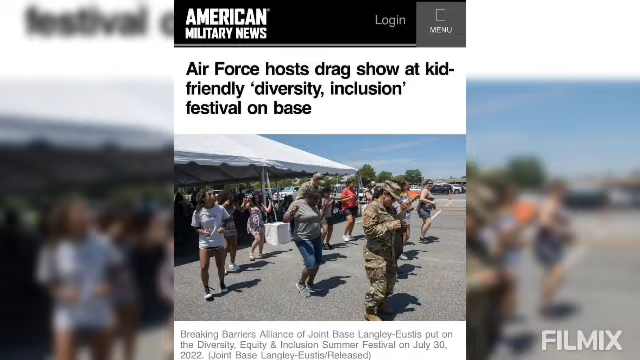 AMERICAN
MILITARY NEWS
Login
MENU
Air Force hosts drag show at kid-
friendly ‘diversity, inclusion’
festival on base
Breaking Barriers Alliance of Joint Base Langley-Eustis put on
the Diversity, Equity & Inclusion Summer Festival on July 30,
2022. (Joint Base Langley-Eustis/Released)
festival o
FILMIX